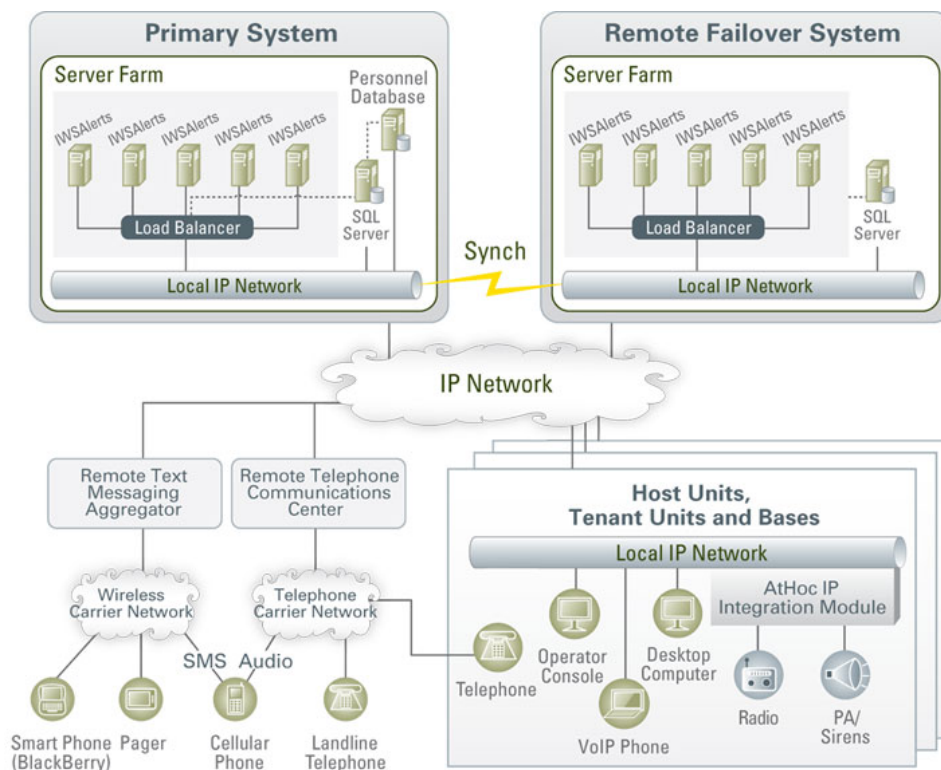 Primary System
Server Farm
Personnel
Database
IWSAlerts
IWSAlerts
IWSAlerts
IWSAlerts
IWSAlerts
Load Balancer
SQL
Server
Local IP Network
Synch
Remote Failover System
Server Farm
IWSAlerts
IWSAlerts
IWSAlerts
IWSAlerts
IWSAlerts
Load Balancer
SQL
Server
Local IP Network
IP Network
Remote Text
Messaging
Aggregator
Remote Telephone
Communications
Center
Wireless
Carrier Network
Telephone
Carrier Network
SMS
Audio
Smart Phone
(BlackBerry)
Pager
Cellular
Phone
Landline
Telephone
Host Units,
Tenant Units and Bases
Local IP Network
AtHoc IP
Integration Module
Telephone
Operator
Console
VoIP Phone
Desktop
Computer
Radio
PA/
Sirens